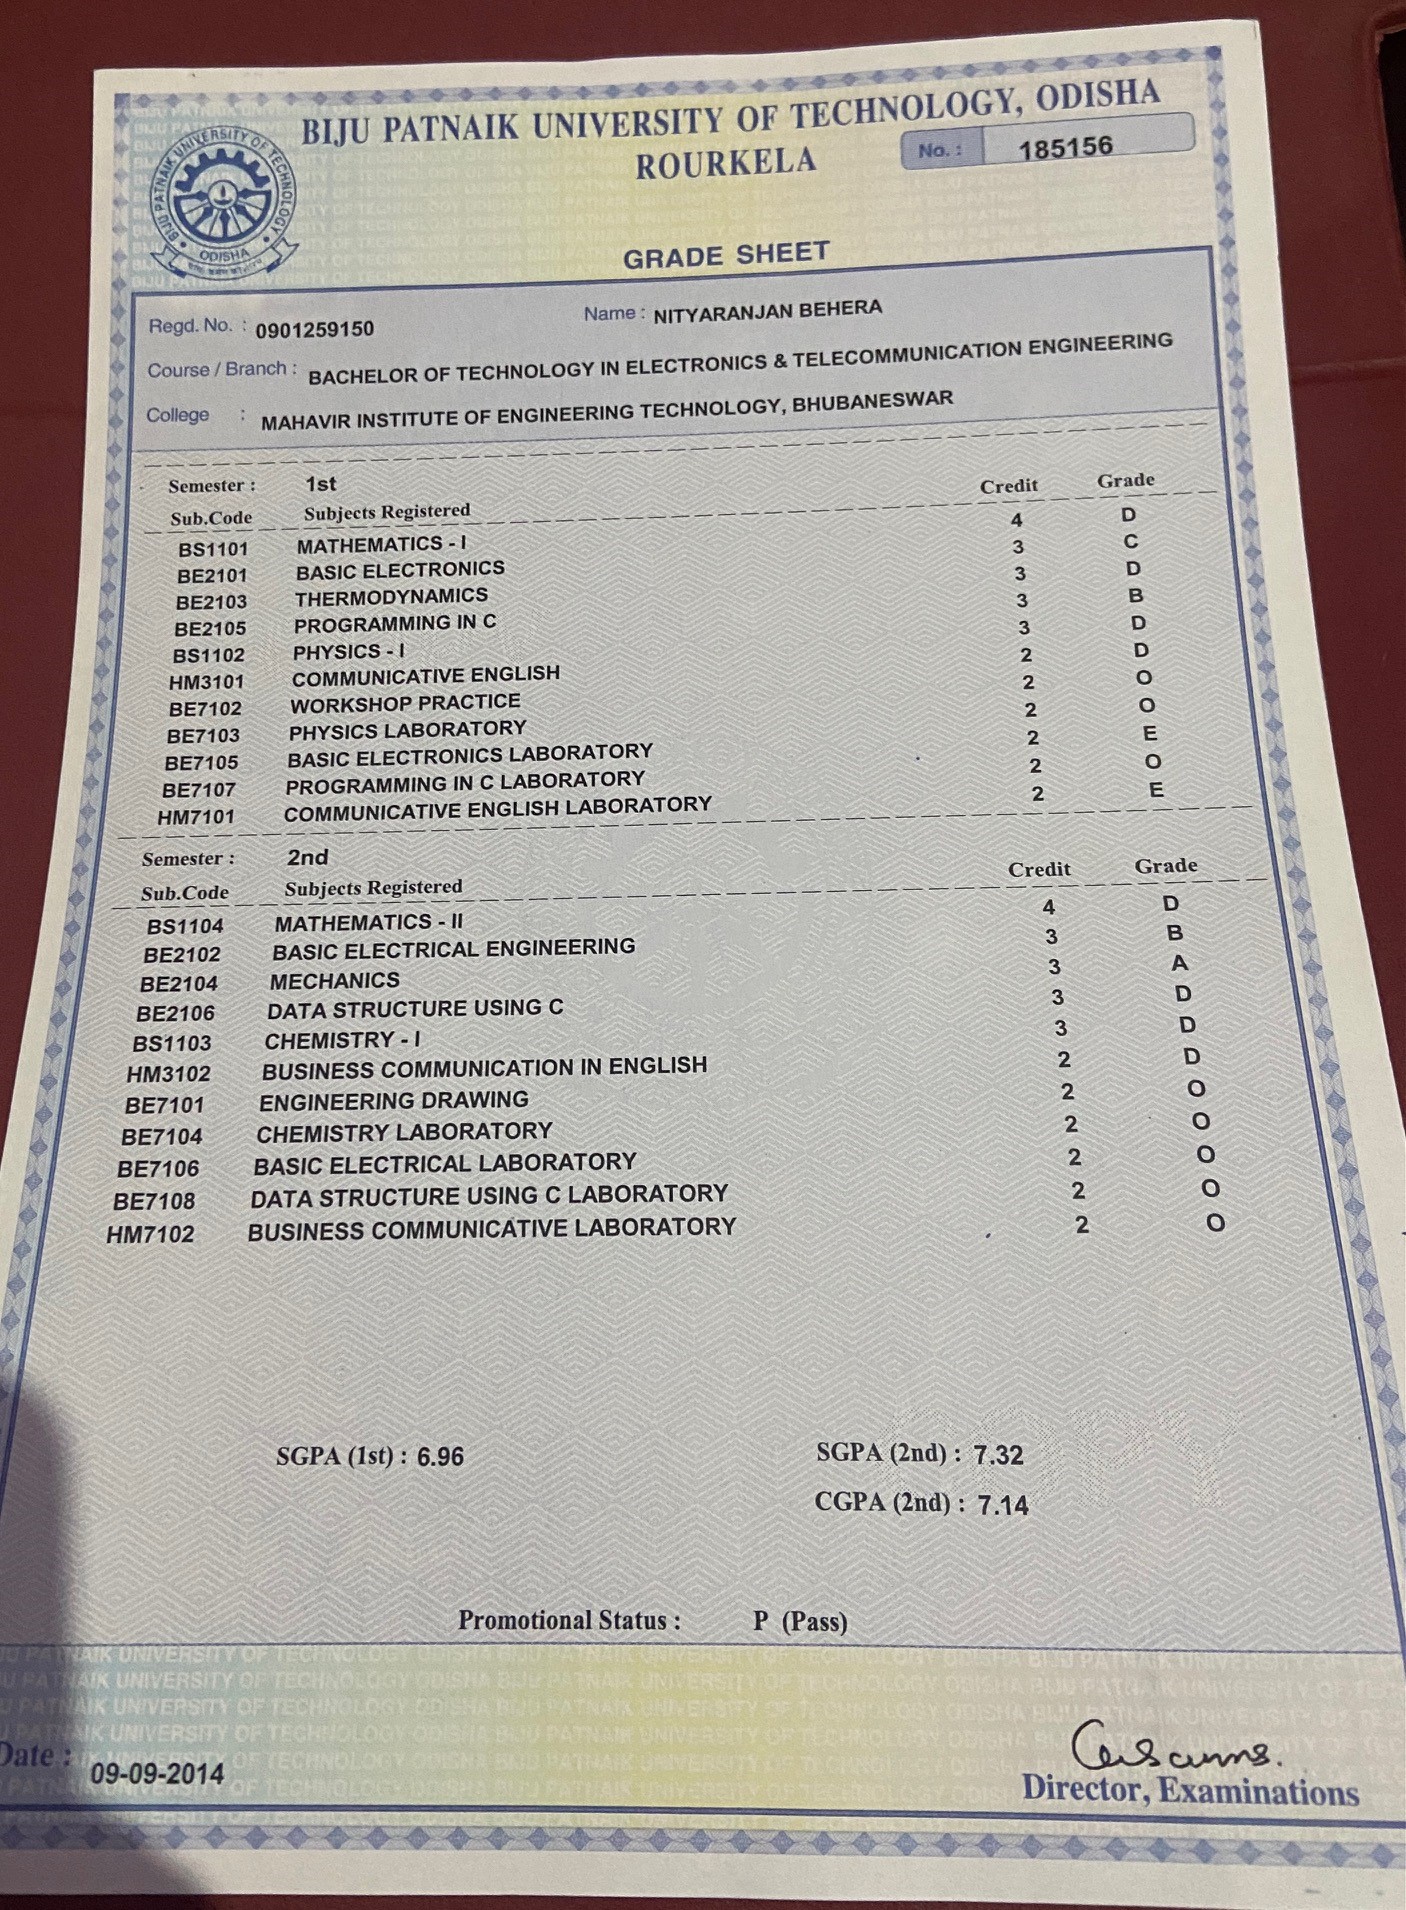 BIJU PATNAIK UNIVERSITY OF TECHNOLOGY, ODISHA
ROURKELA
No. : 185156
BIJU PATNAIK UNIVERSITY OF TECHNOLOGY
ODISHA
GRADE SHEET
Regd. No. : 0901259150 Name : NITYARANJAN BEHERA
Course / Branch : BACHELOR OF TECHNOLOGY IN ELECTRONICS & TELECOMMUNICATION ENGINEERING
College : MAHAVIR INSTITUTE OF ENGINEERING TECHNOLOGY, BHUBANESWAR
Semester : 1st
Sub.Code Subjects Registered Credit Grade
BS1101 MATHEMATICS - I 4 D
BE2101 BASIC ELECTRONICS 3 C
BE2103 THERMODYNAMICS 3 D
BE2105 PROGRAMMING IN C 3 B
BS1102 PHYSICS - I 3 D
HM3101 COMMUNICATIVE ENGLISH 2 D
BE7102 WORKSHOP PRACTICE 2 O
BE7103 PHYSICS LABORATORY 2 O
BE7105 BASIC ELECTRONICS LABORATORY 2 E
BE7107 PROGRAMMING IN C LABORATORY 2 O
HM7101 COMMUNICATIVE ENGLISH LABORATORY 2 E
Semester : 2nd
Sub.Code Subjects Registered Credit Grade
BS1104 MATHEMATICS - II 4 D
BE2102 BASIC ELECTRICAL ENGINEERING 3 B
BE2104 MECHANICS 3 A
BE2106 DATA STRUCTURE USING C 3 D
BS1103 CHEMISTRY - I 3 D
HM3102 BUSINESS COMMUNICATION IN ENGLISH 2 D
BE7101 ENGINEERING DRAWING 2 O
BE7104 CHEMISTRY LABORATORY 2 O
BE7106 BASIC ELECTRICAL LABORATORY 2 O
BE7108 DATA STRUCTURE USING C LABORATORY 2 O
HM7102 BUSINESS COMMUNICATIVE LABORATORY 2 O
COPY
SGPA (1st) : 6.96 SGPA (2nd) : 7.32
CGPA (2nd) : 7.14
Promotional Status : P (Pass)
Date : 09-09-2014
Director, Examinations